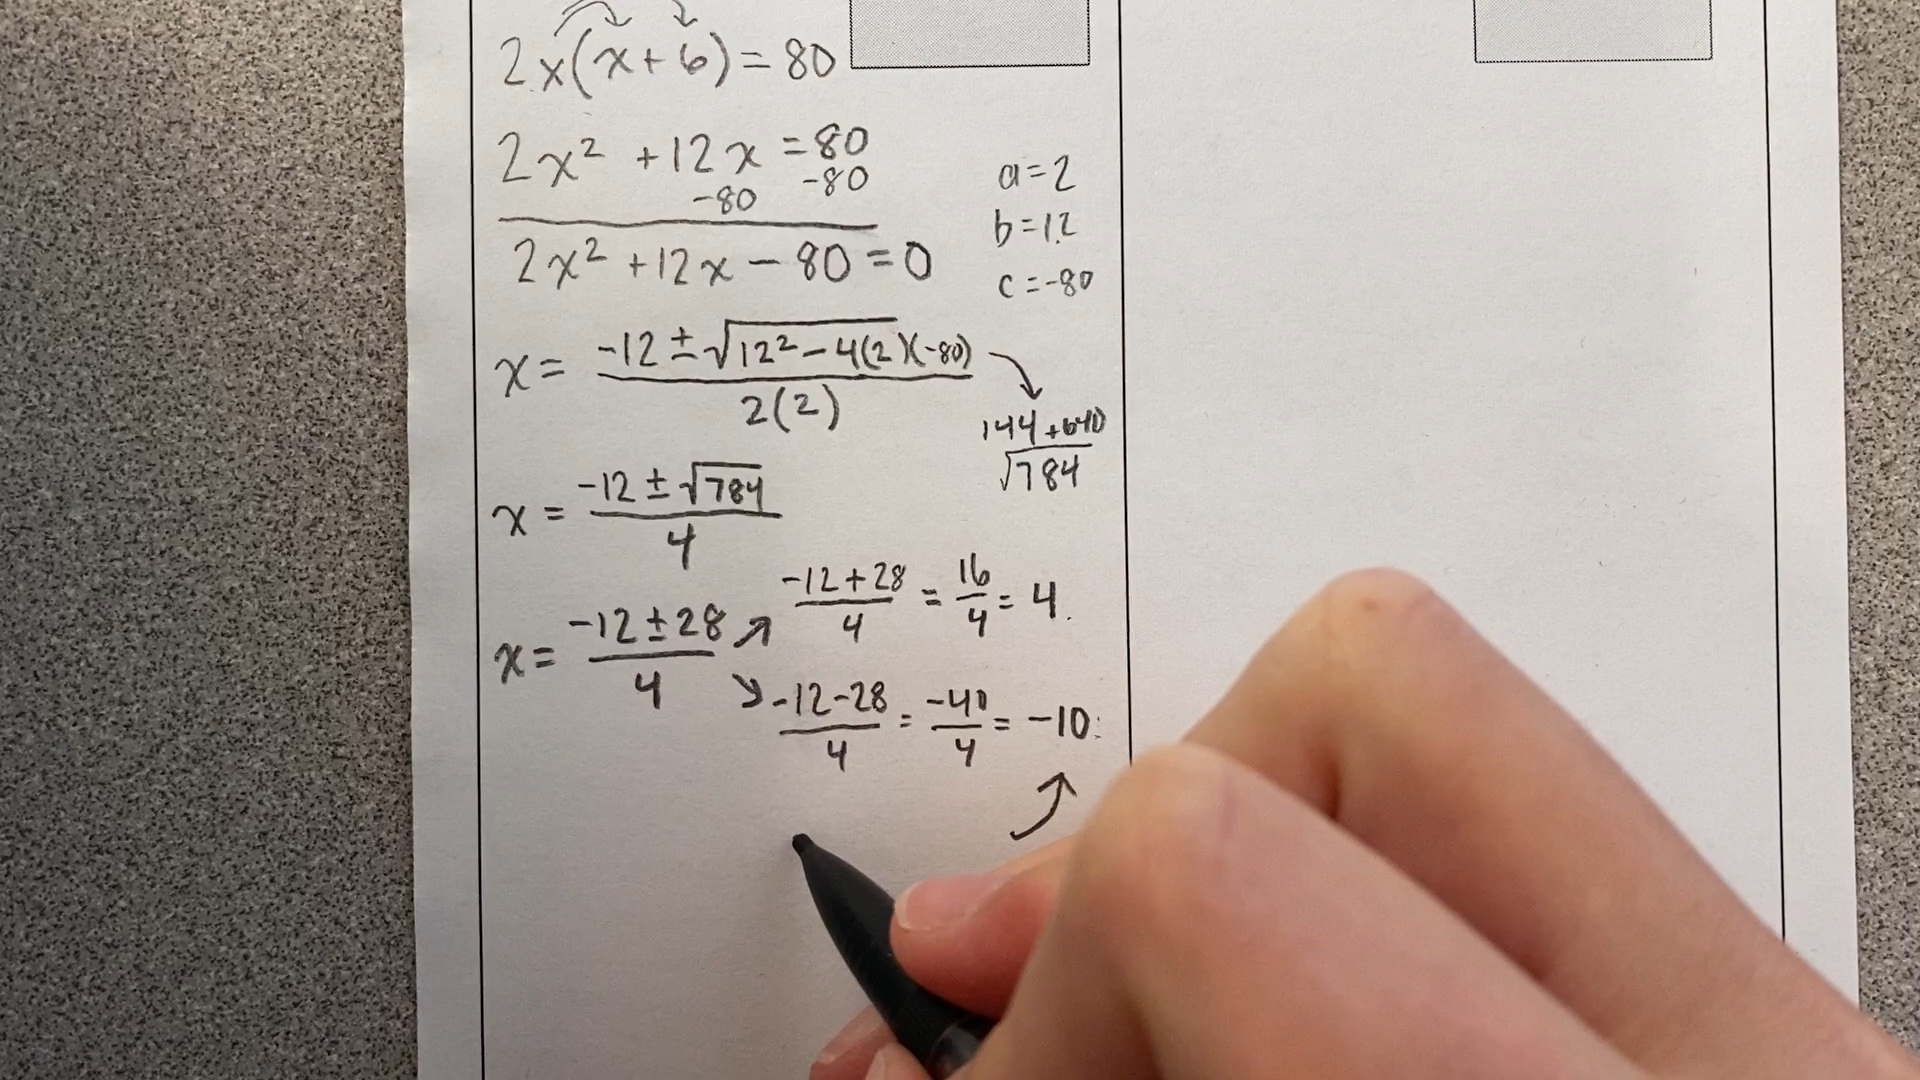 2x(x+6)=80
2x² +12x =80
-80 -80
2x² +12x - 80 = 0
a=2
b=12
c=-80
x= -12 ± √12²-4(2)(-80) / 2(2)
144+640
√784
x = -12 ± √784 / 4
x = -12 ± 28 / 4
-12+28 / 4 = 16/4 = 4.
-12-28 / 4 = -40/4 = -10